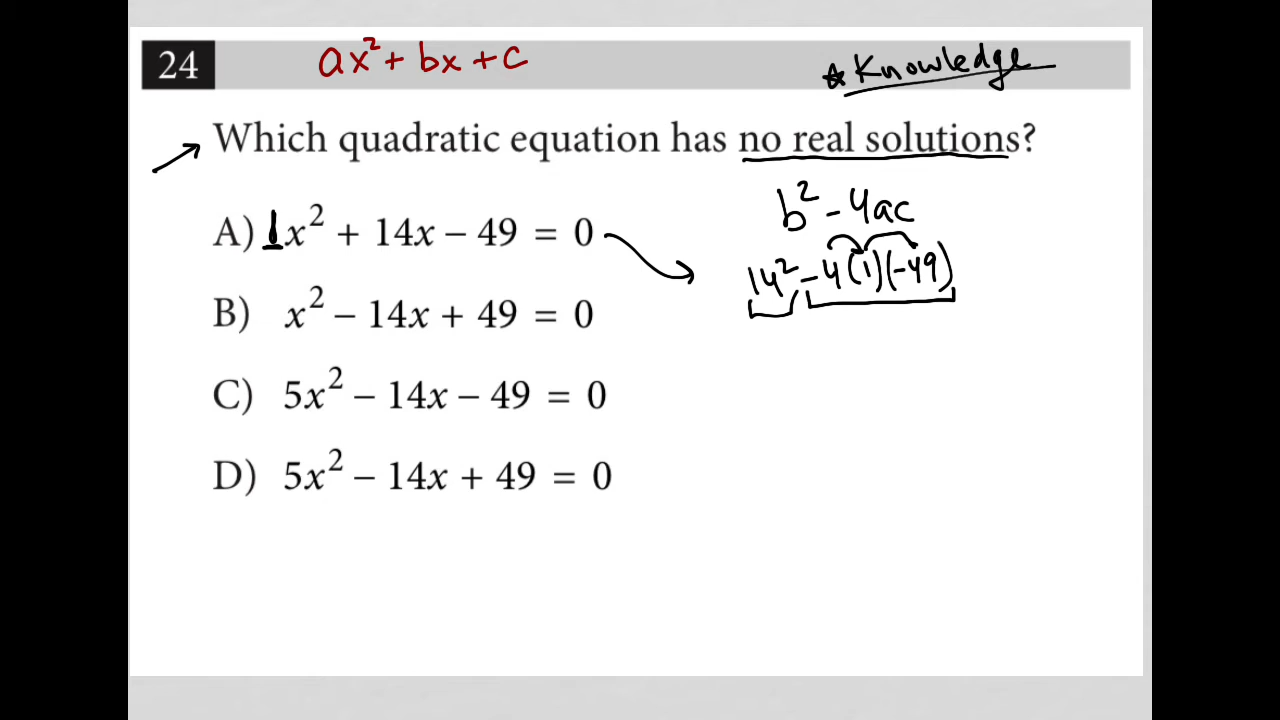 24 ax² + bx + c ☆ Knowledge
Which quadratic equation has no real solutions?
b² - 4ac
A) 1x² + 14x − 49 = 0
14² - 4(1)(-49)
B) x² − 14x + 49 = 0
C) 5x² − 14x − 49 = 0
D) 5x² − 14x + 49 = 0